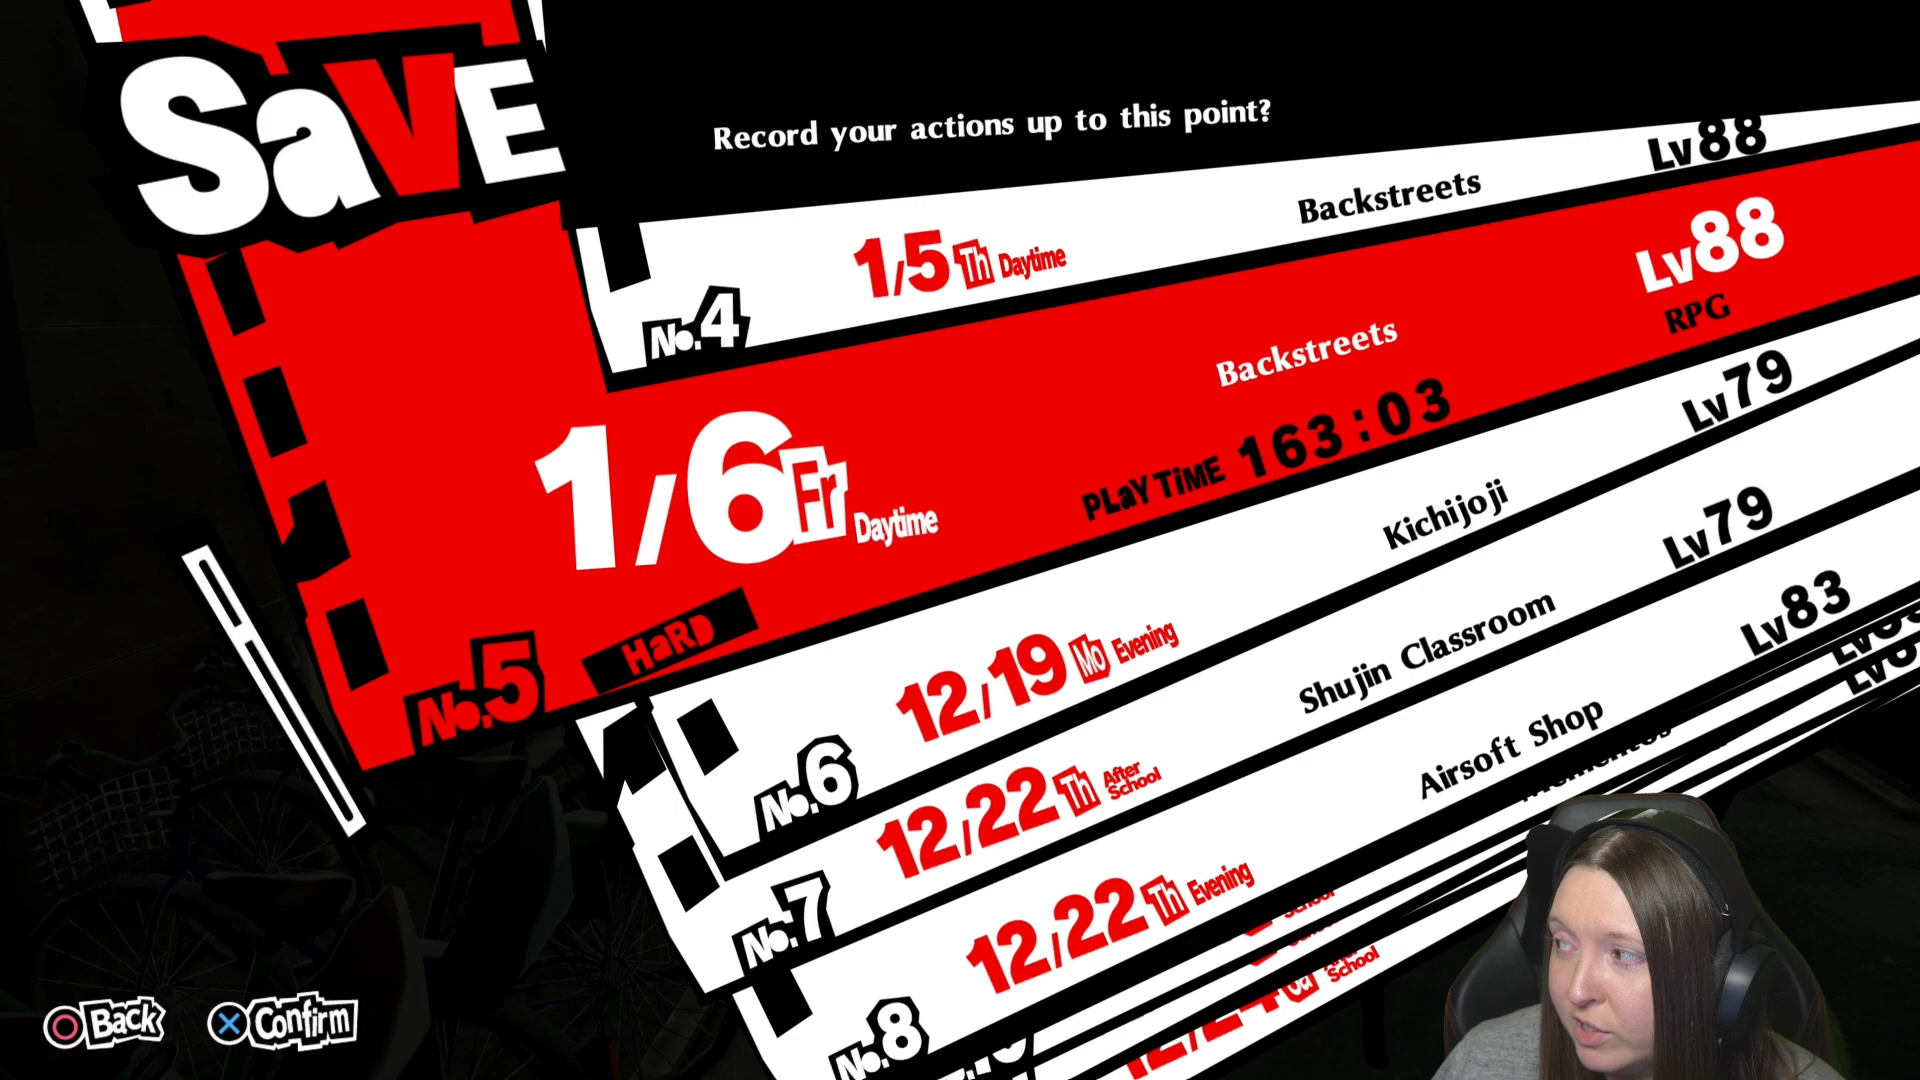 SaVE
Record your actions up to this point?
No.4 1/5 Th Daytime Backstreets Lv88
No.5 1/6 Fr Daytime Backstreets Lv88
RPG
PLaY TiME 163:03
HaRD
No.6 12/19 Mo Evening Kichijoji Lv79
No.7 12/22 Th After School Shujin Classroom Lv79
No.8 12/22 Th Evening Airsoft Shop Lv83
School
Back Confirm